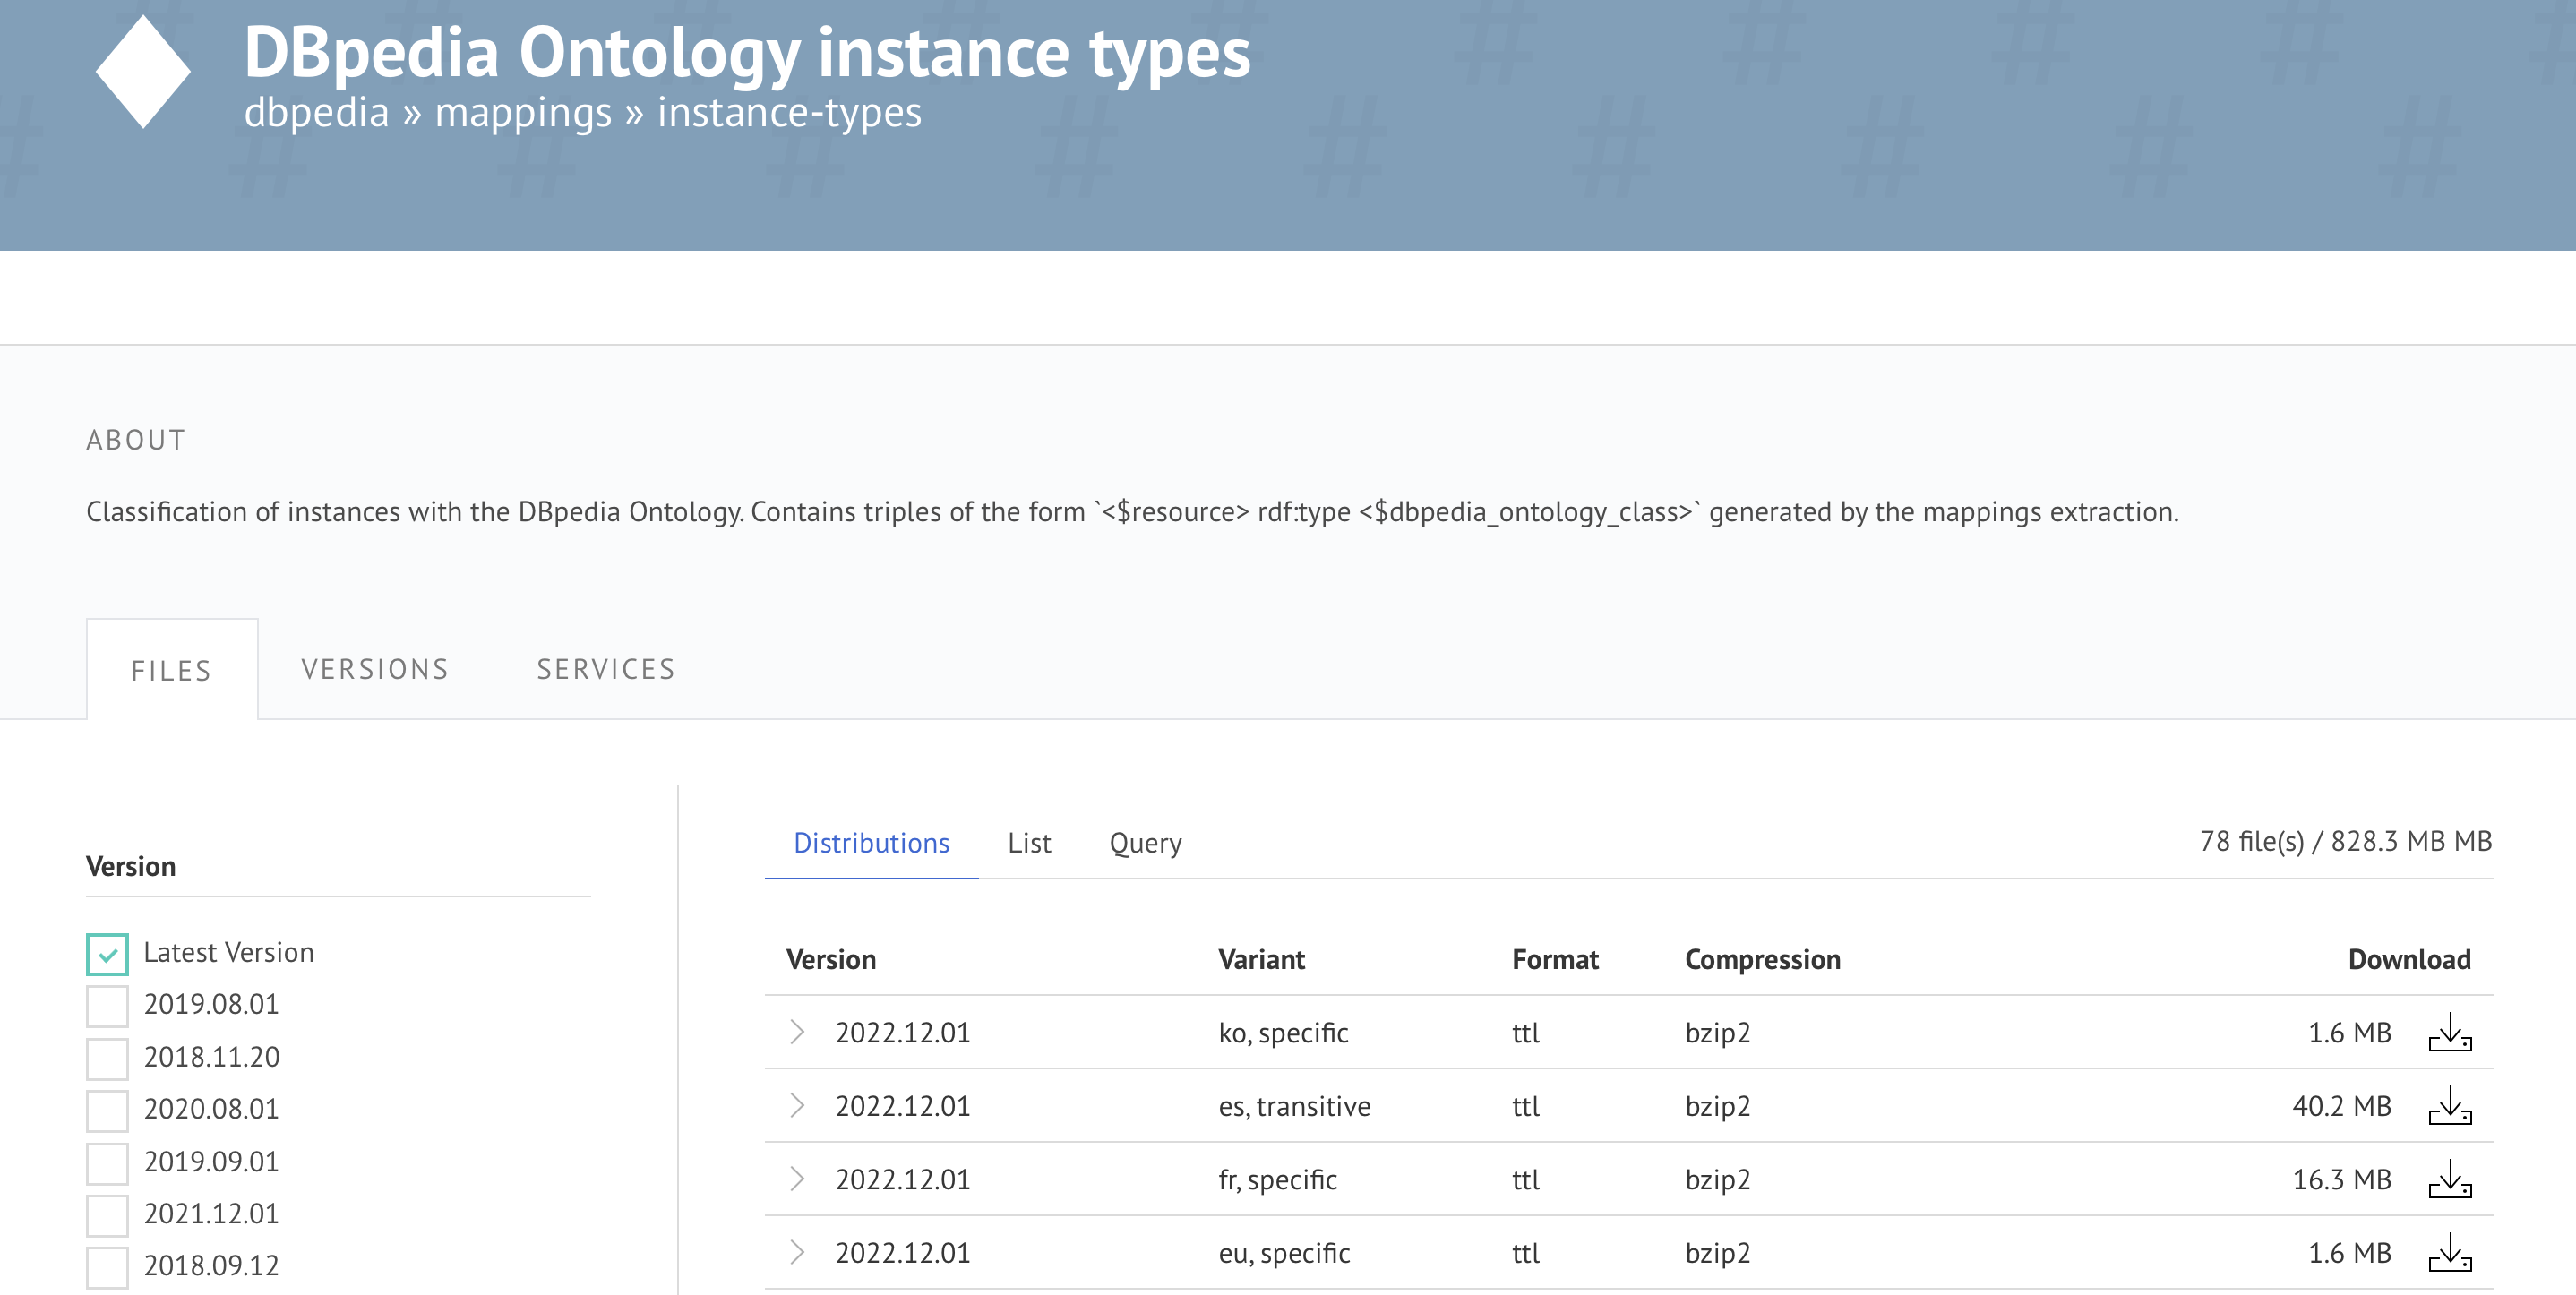 DBpedia Ontology instance types
dbpedia » mappings » instance-types
ABOUT
Classification of instances with the DBpedia Ontology. Contains triples of the form `<$resource> rdf:type <$dbpedia_ontology_class>` generated by the mappings extraction.
FILES VERSIONS SERVICES
Version
Latest Version
2019.08.01
2018.11.20
2020.08.01
2019.09.01
2021.12.01
2018.09.12
Distributions List Query 78 file(s) / 828.3 MB MB
Version Variant Format Compression Download
2022.12.01 ko, specific ttl bzip2 1.6 MB
2022.12.01 es, transitive ttl bzip2 40.2 MB
2022.12.01 fr, specific ttl bzip2 16.3 MB
2022.12.01 eu, specific ttl bzip2 1.6 MB